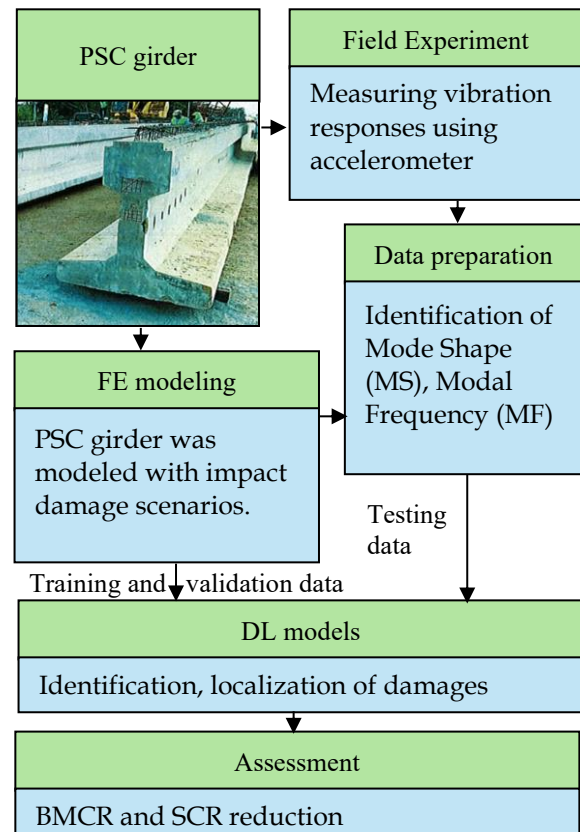 PSC girder
Field Experiment
Measuring vibration
responses using
accelerometer
Data preparation
Identification of
Mode Shape
(MS), Modal
Frequency (MF)
FE modeling
PSC girder was
modeled with impact
damage scenarios.
Testing
data
Training and validation data
DL models
Identification, localization of damages
Assessment
BMCR and SCR reduction